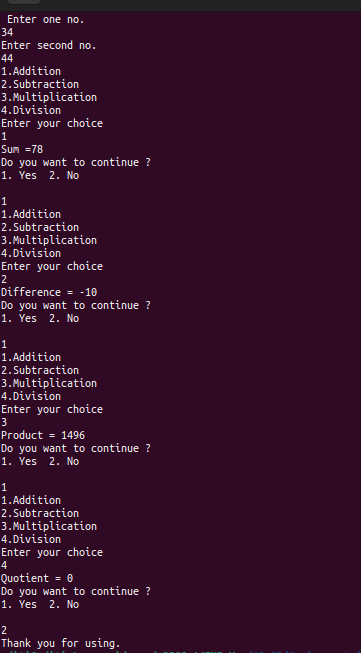 Enter one no.
34
Enter second no.
44
1.Addition
2.Subtraction
3.Multiplication
4.Division
Enter your choice
1
Sum =78
Do you want to continue ?
1. Yes  2. No
1
1.Addition
2.Subtraction
3.Multiplication
4.Division
Enter your choice
2
Difference = -10
Do you want to continue ?
1. Yes  2. No
1
1.Addition
2.Subtraction
3.Multiplication
4.Division
Enter your choice
3
Product = 1496
Do you want to continue ?
1. Yes  2. No
1
1.Addition
2.Subtraction
3.Multiplication
4.Division
Enter your choice
4
Quotient = 0
Do you want to continue ?
1. Yes  2. No
2
Thank you for using.